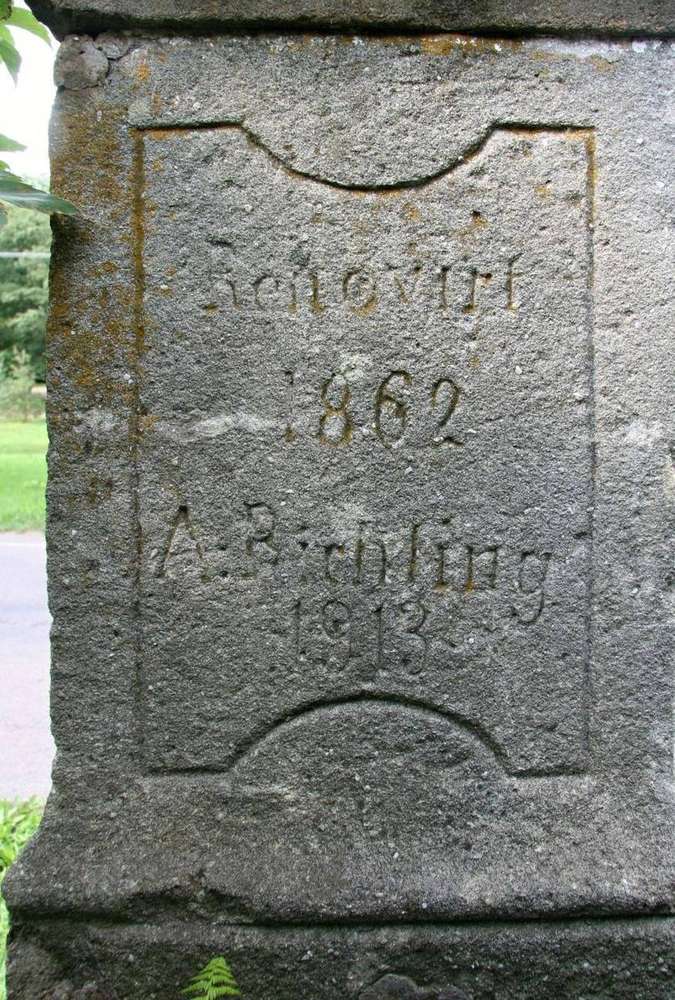 Renovirt
1862
A. Richling
1913